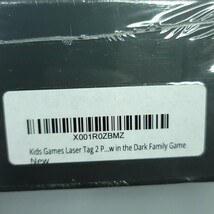 X001R0ZBMZ
Kids Games Laser Tag 2 P...w in the Dark Family Game
New